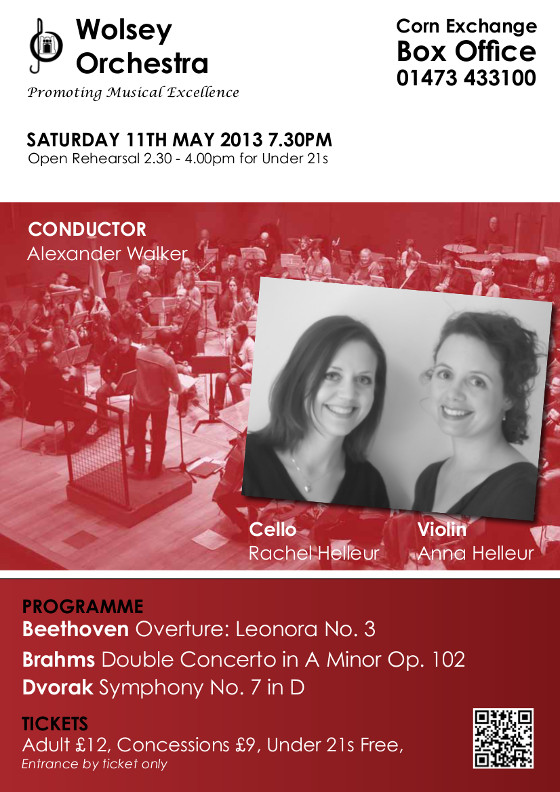 Wolsey
Orchestra
Promoting Musical Excellence
Corn Exchange
Box Office
01473 433100
SATURDAY 11TH MAY 2013 7.30PM
Open Rehearsal 2.30 - 4.00pm for Under 21s
CONDUCTOR
Alexander Walker
Cello
Rachel Helleur
Violin
Anna Helleur
PROGRAMME
Beethoven Overture: Leonora No. 3
Brahms Double Concerto in A Minor Op. 102
Dvorak Symphony No. 7 in D
TICKETS
Adult £12, Concessions £9, Under 21s Free,
Entrance by ticket only